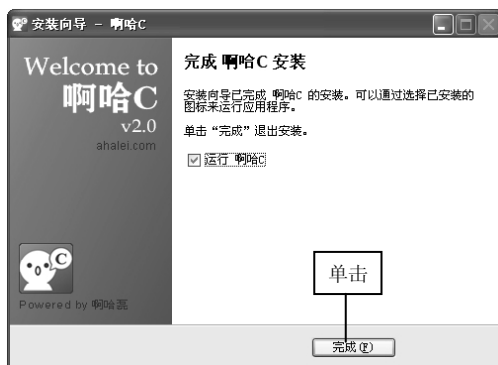 安装向导 - 啊哈C
Welcome to
啊哈C
v2.0
ahalei.com
完成 啊哈C 安装
安装向导已完成 啊哈C 的安装。可以通过选择已安装的
图标来运行应用程序。
单击“完成”退出安装。
运行 啊哈C
C
Powered by 啊哈磊
单击
完成(F)